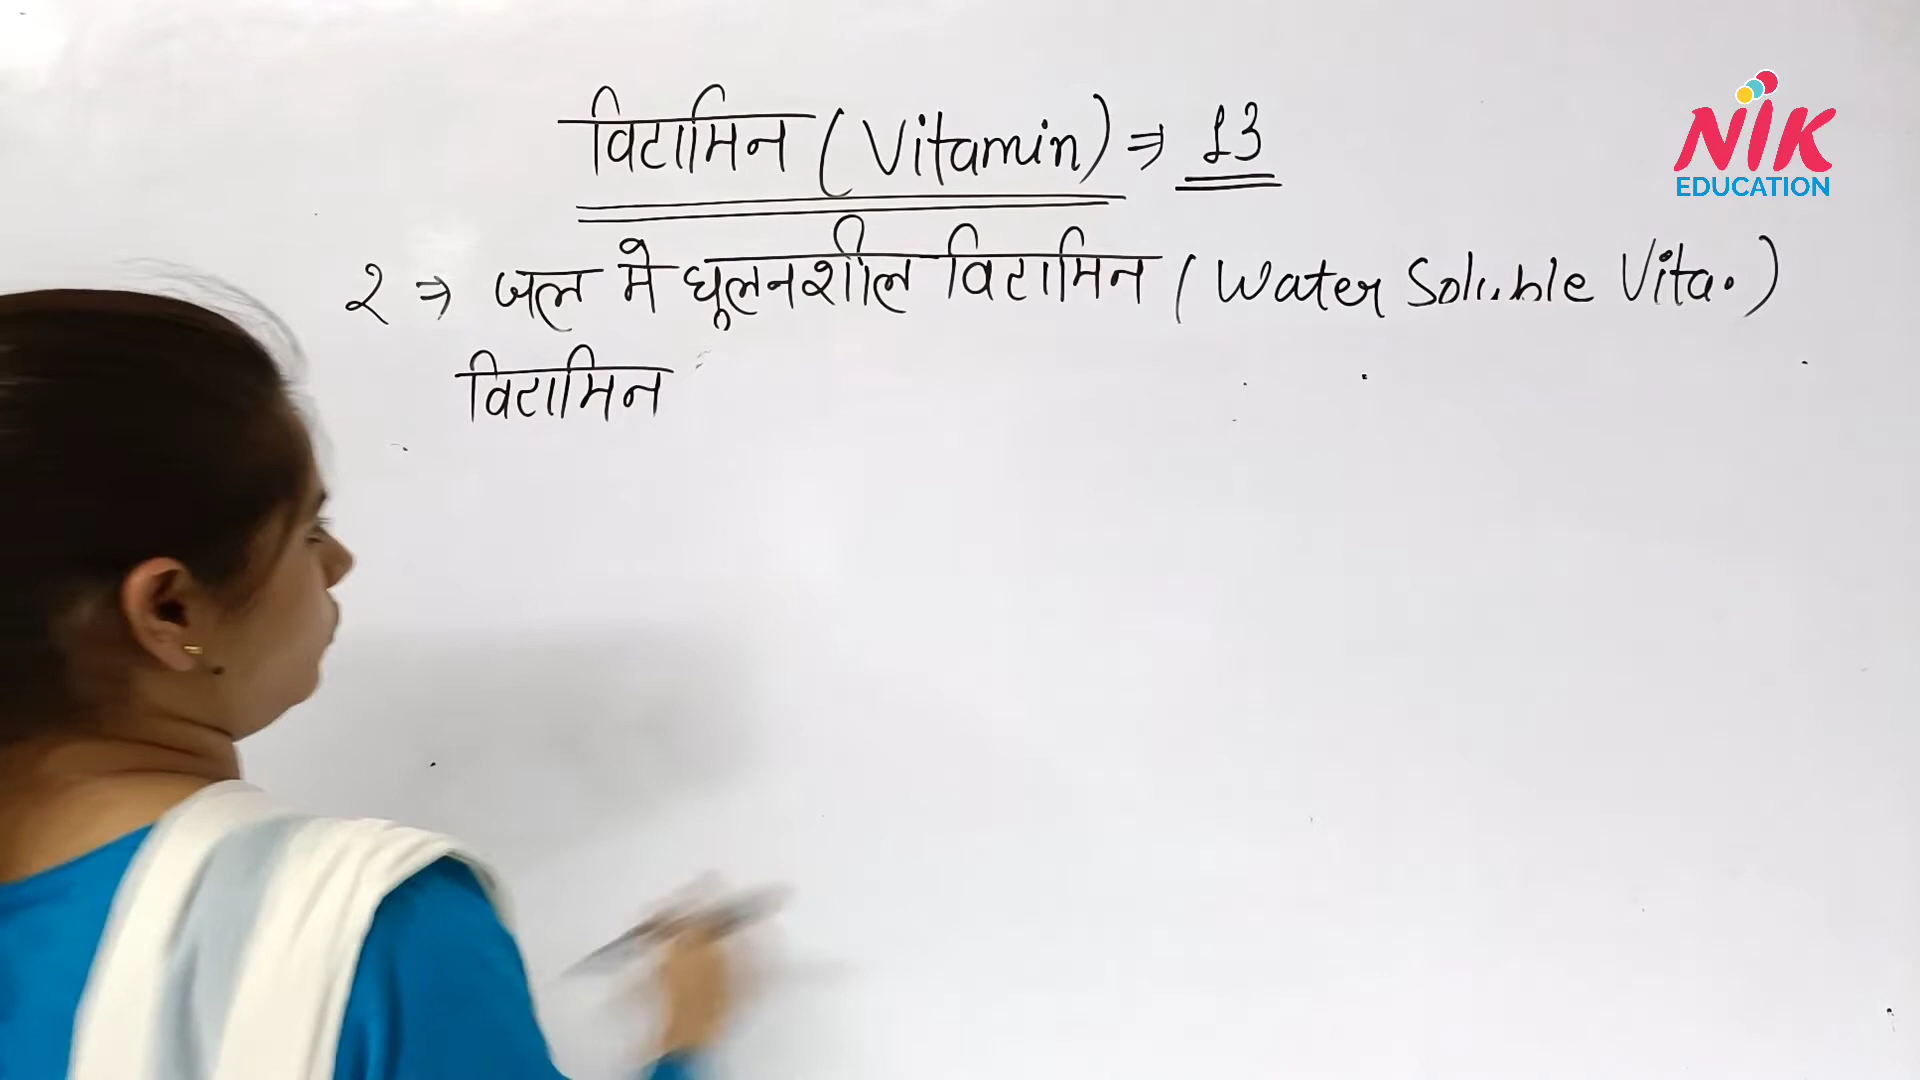 विटामिन (Vitamin) ⇒ 13
NIK
EDUCATION
2 ⇒ जल मे घूलनशील विटामिन (Water Soluble Vita.)
विटामिन